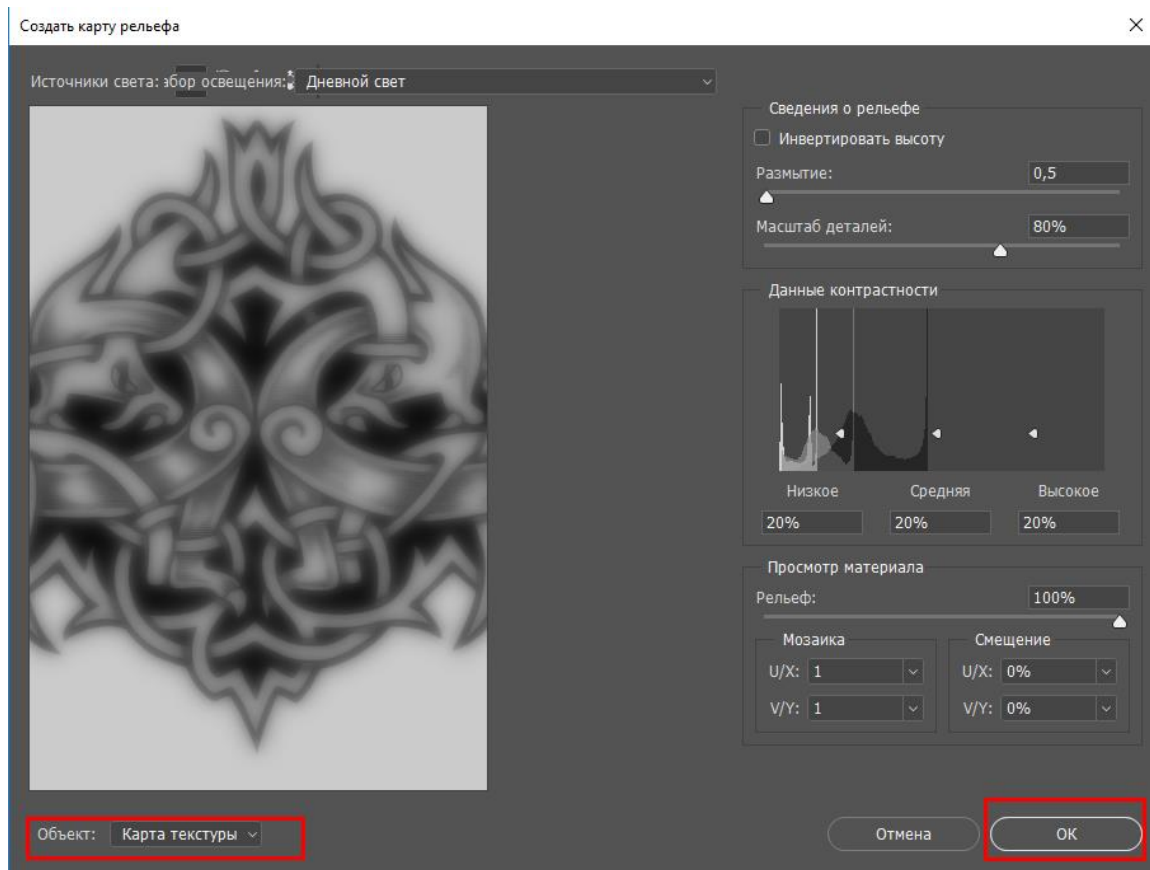 Создать карту рельефа
Источники света: збор освещения: Дневной свет
Сведения о рельефе
Инвертировать высоту
Размытие: 0,5
Масштаб деталей: 80%
Данные контрастности
Низкое Средняя Высокое
20% 20% 20%
Просмотр материала
Рельеф: 100%
Мозаика Смещение
U/X: 1 U/X: 0%
V/Y: 1 V/Y: 0%
Объект: Карта текстуры
Отмена OK